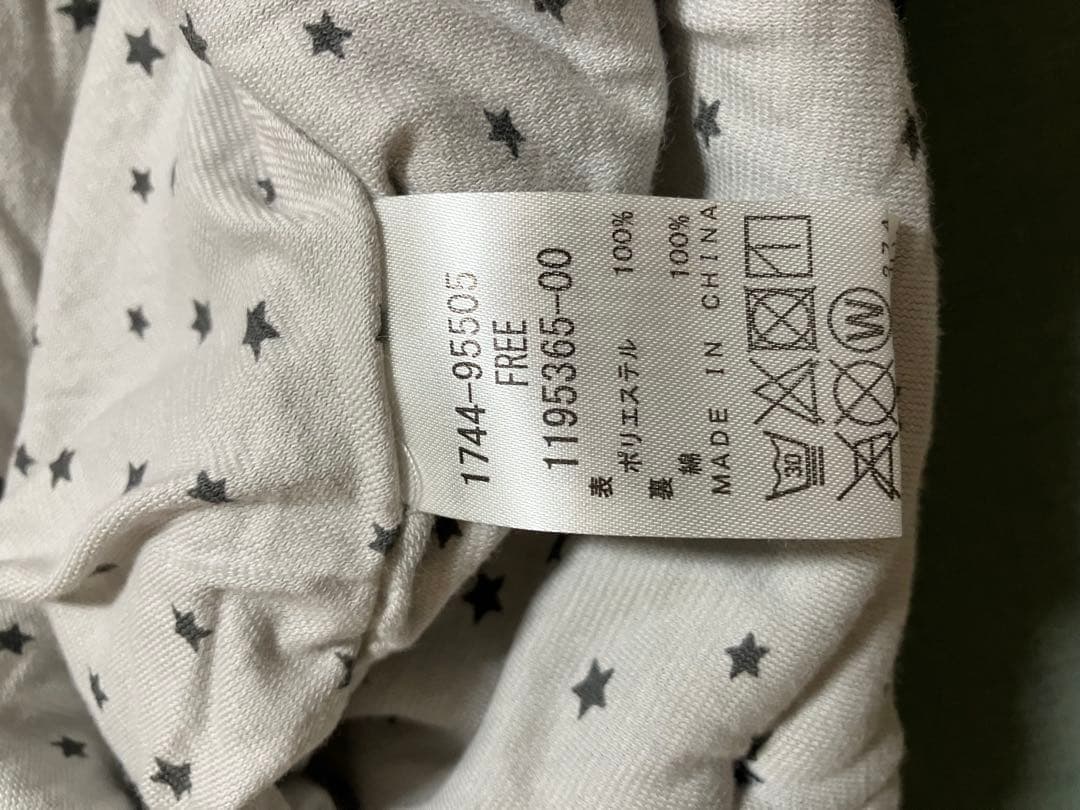 1744-95505
FREE
1195365-00
表
ポリエステル 100%
裏
綿 100%
MADE IN CHINA
30
W